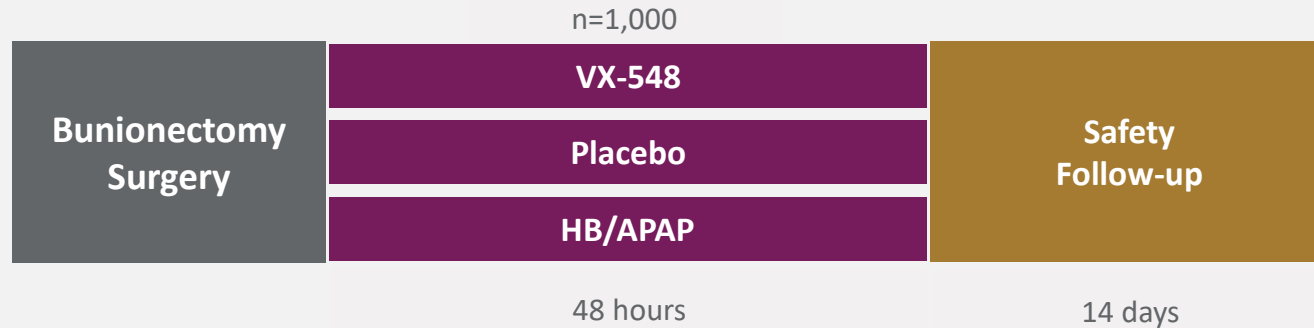 n=1,000
Bunionectomy
Surgery
VX-548
Placebo
HB/APAP
Safety
Follow-up
48 hours
14 days